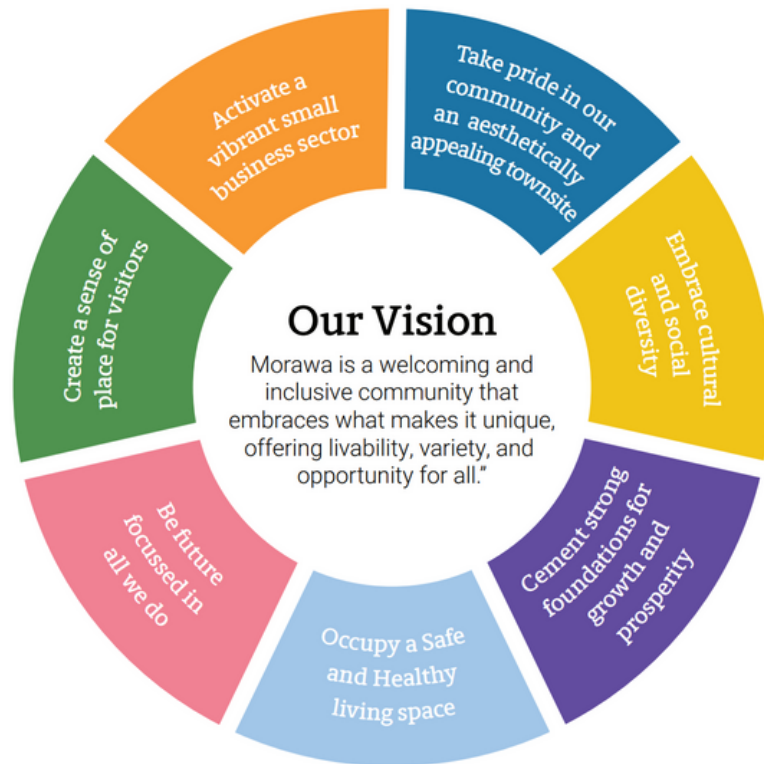 Our Vision
Morawa is a welcoming and
inclusive community that
embraces what makes it unique,
offering livability, variety, and
opportunity for all.”
Take pride in our
community and
an aesthetically
appealing townsite
Embrace cultural
and social
diversity
Cement strong
foundations for
growth and
prosperity
Occupy a Safe
and Healthy
living space
Be future
focussed in
all we do
Create a sense of
place for visitors
Activate a
vibrant small
business sector